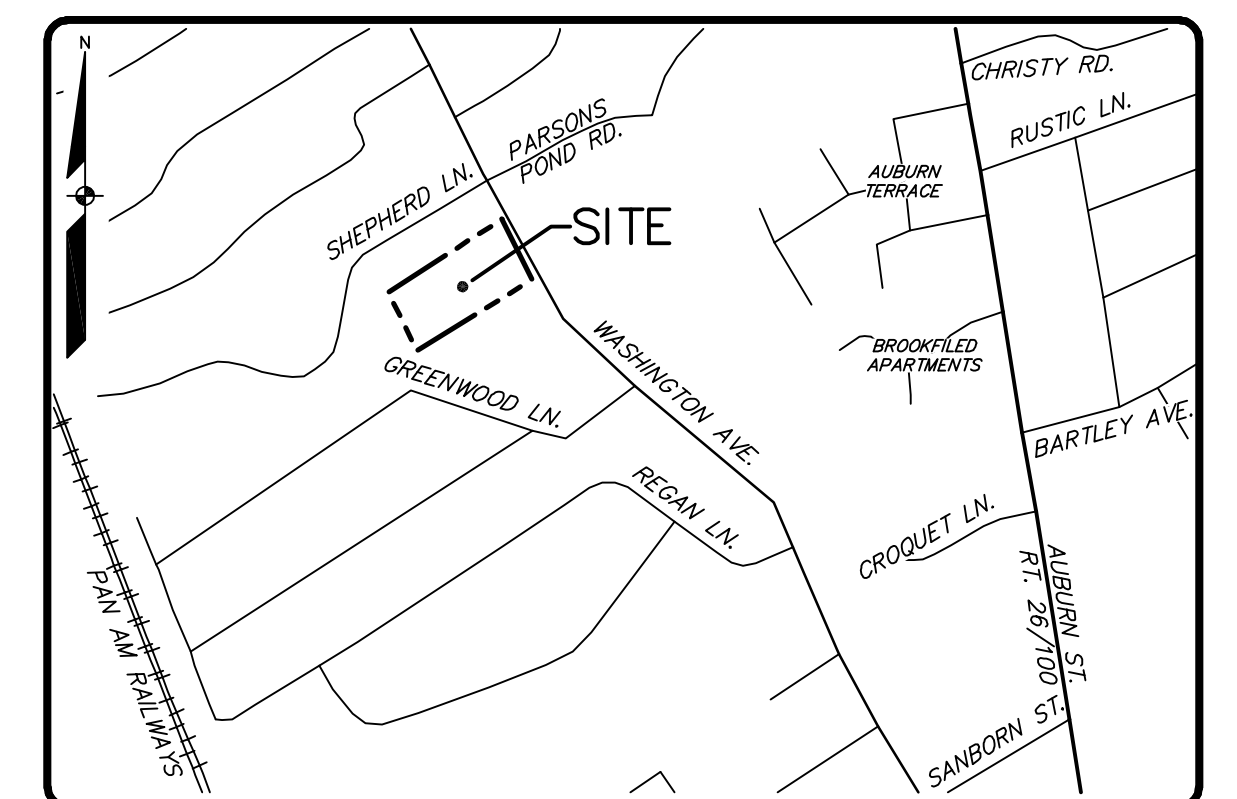 N
CHRISTY RD.
RUSTIC LN.
PARSONS
POND RD.
SHEPHERD LN.
AUBURN
TERRACE
SITE
BROOKFILED
APARTMENTS
WASHINGTON AVE.
GREENWOOD LN.
BARTLEY AVE.
REGAN LN.
CROQUET LN.
AUBURN ST.
RT. 26/100
PAN AM RAILWAYS
SANBORN ST.